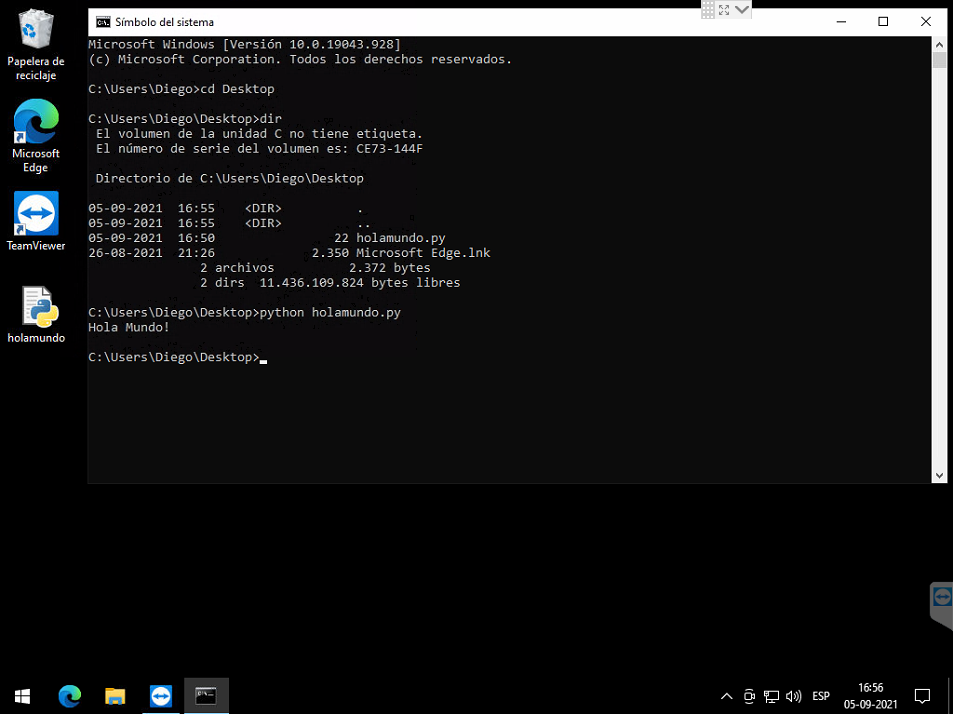 Papelera de
reciclaje
Microsoft
Edge
TeamViewer
holamundo
Símbolo del sistema
Microsoft Windows [Versión 10.0.19043.928]
(c) Microsoft Corporation. Todos los derechos reservados.
C:\Users\Diego>cd Desktop
C:\Users\Diego\Desktop>dir
El volumen de la unidad C no tiene etiqueta.
El número de serie del volumen es: CE73-144F
Directorio de C:\Users\Diego\Desktop
05-09-2021  16:55    <DIR>          .
05-09-2021  16:55    <DIR>          ..
05-09-2021  16:50                22 holamundo.py
26-08-2021  21:26             2.350 Microsoft Edge.lnk
2 archivos          2.372 bytes
2 dirs  11.436.109.824 bytes libres
C:\Users\Diego\Desktop>python holamundo.py
Hola Mundo!
C:\Users\Diego\Desktop>
ESP
16:56
05-09-2021